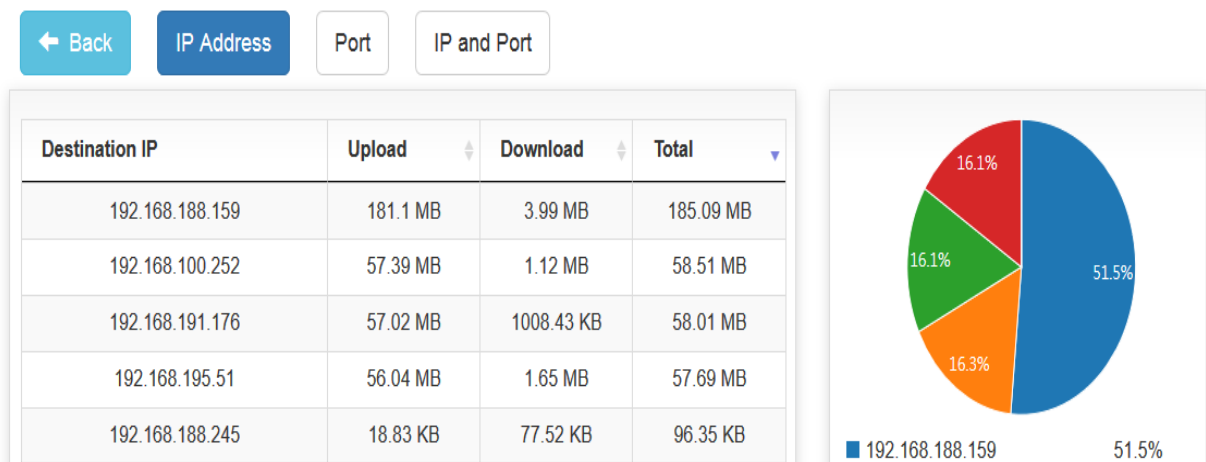 Back IP Address Port IP and Port
Destination IP Upload Download Total
192.168.188.159 181.1 MB 3.99 MB 185.09 MB
192.168.100.252 57.39 MB 1.12 MB 58.51 MB
192.168.191.176 57.02 MB 1008.43 KB 58.01 MB
192.168.195.51 56.04 MB 1.65 MB 57.69 MB
192.168.188.245 18.83 KB 77.52 KB 96.35 KB
16.1%
16.1%
51.5%
16.3%
192.168.188.159 51.5%